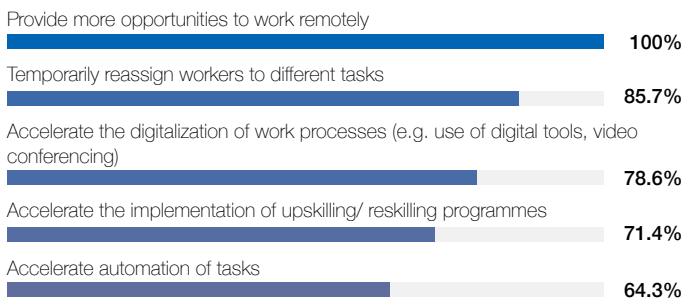 Provide more opportunities to work remotely
100%
Temporarily reassign workers to different tasks
85.7%
Accelerate the digitalization of work processes (e.g. use of digital tools, video
conferencing)
78.6%
Accelerate the implementation of upskilling/ reskilling programmes
71.4%
Accelerate automation of tasks
64.3%